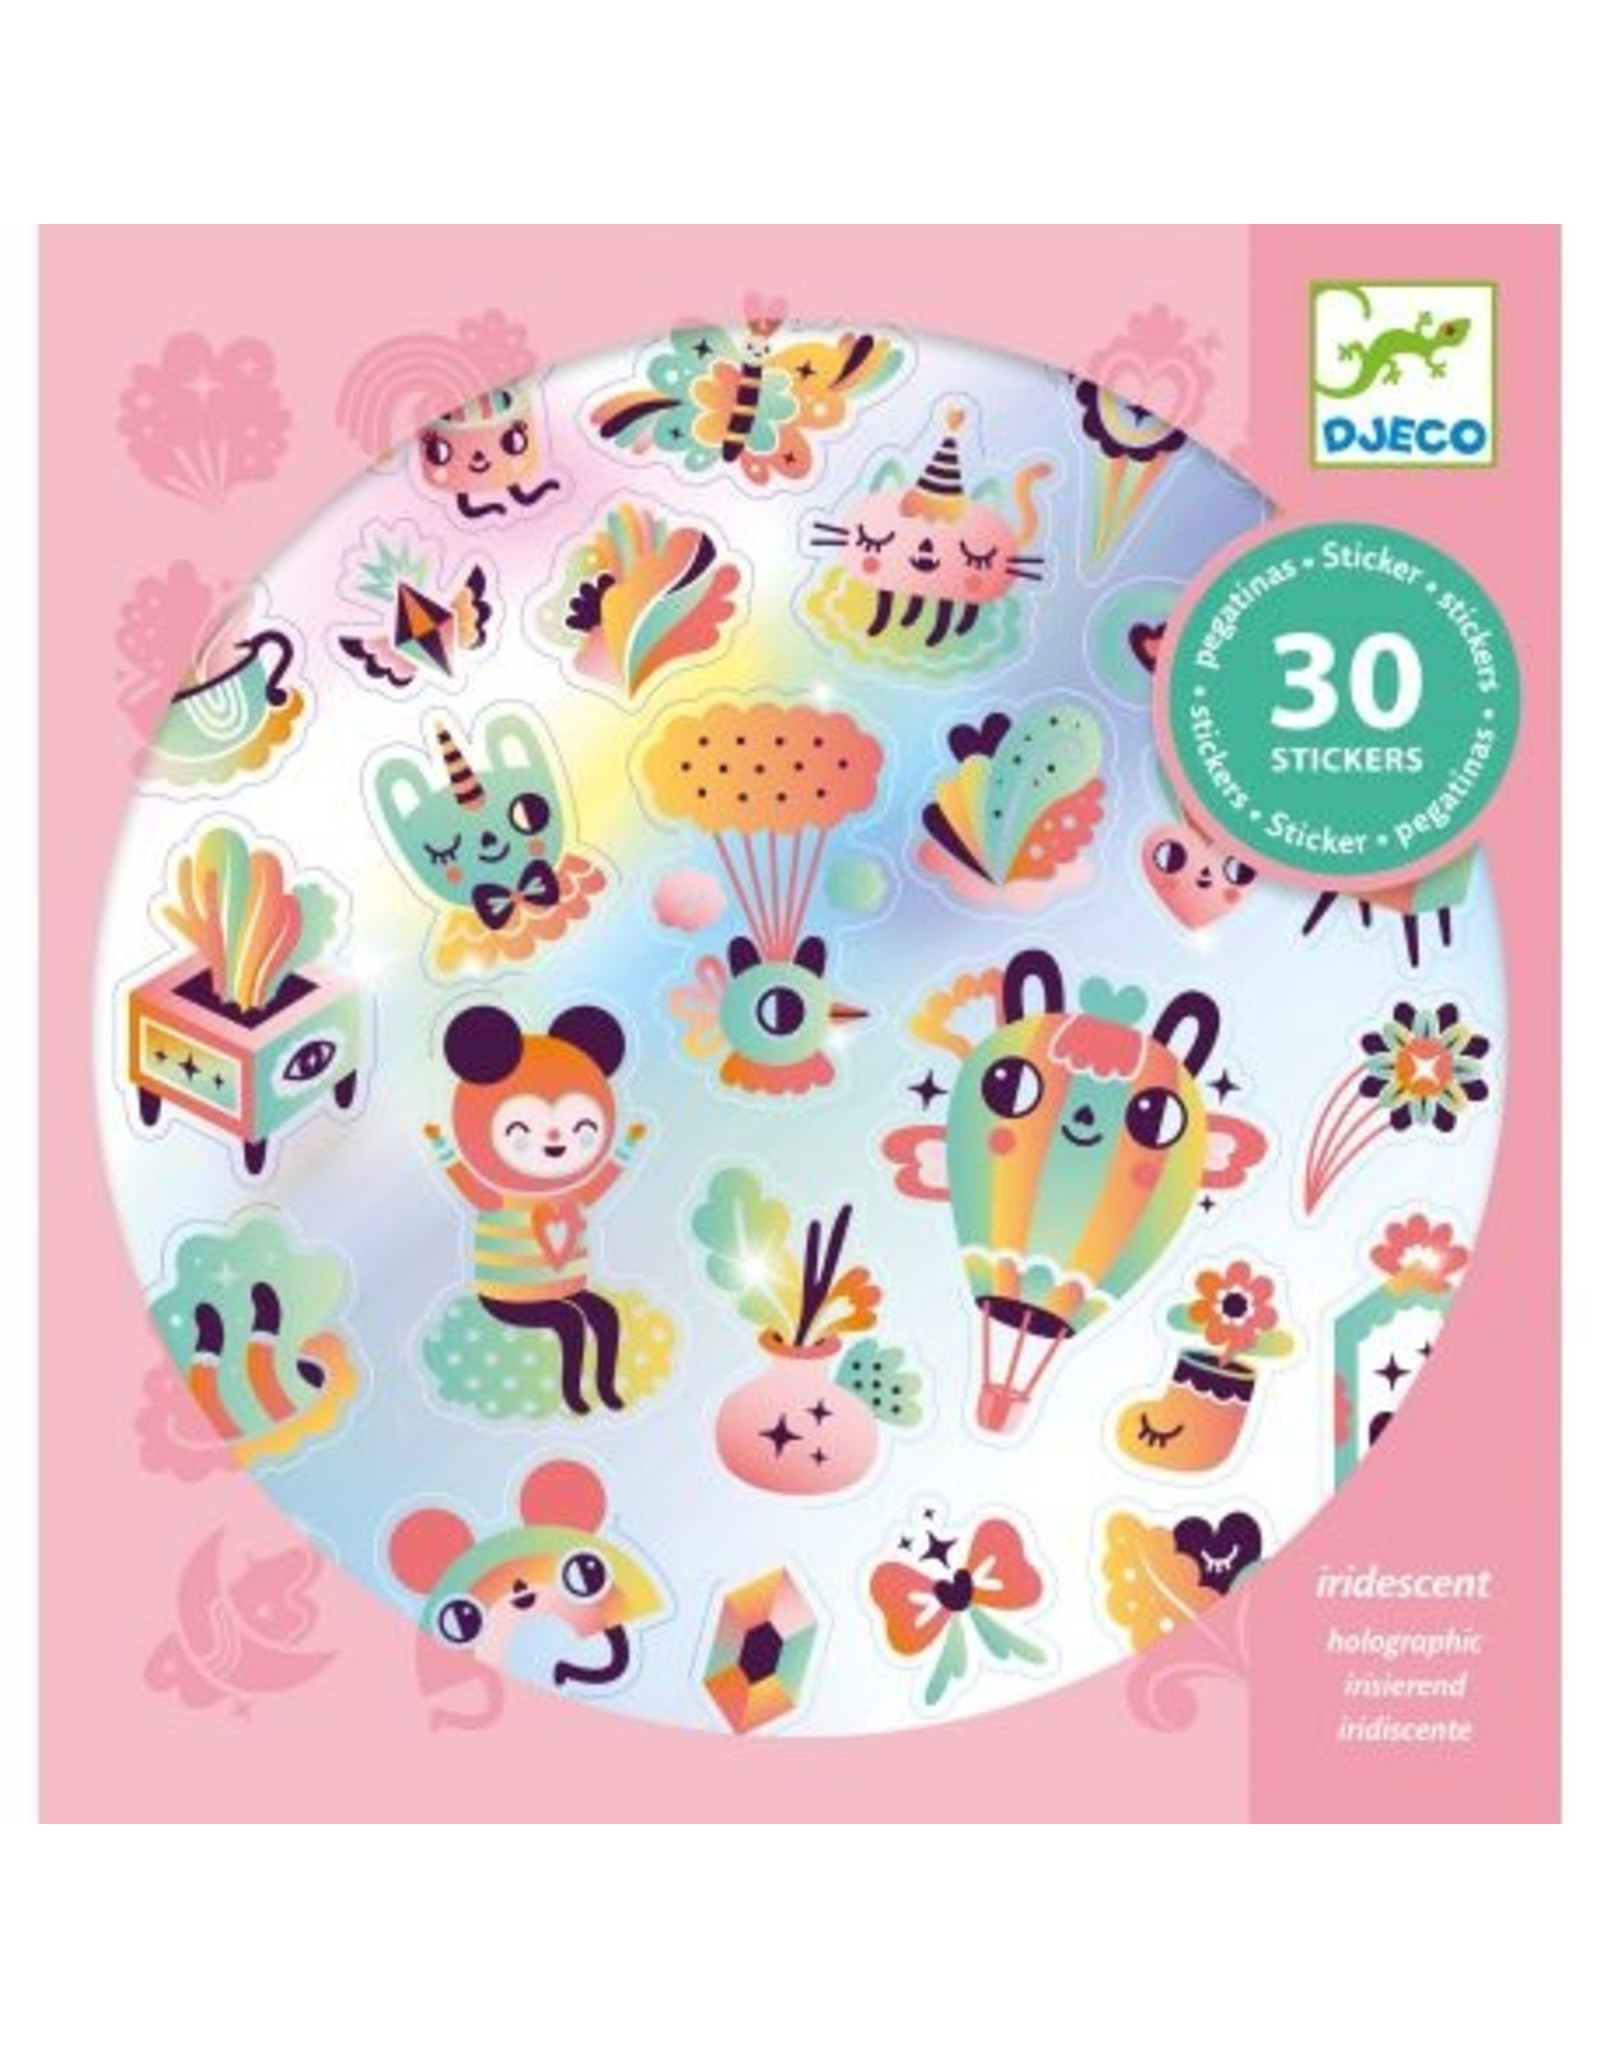 DJECO
pegatinas • Sticker • stickers •
30
STICKERS
• stickers • Sticker • pegatinas
iridescent
holographic
irisierend
iridiscente